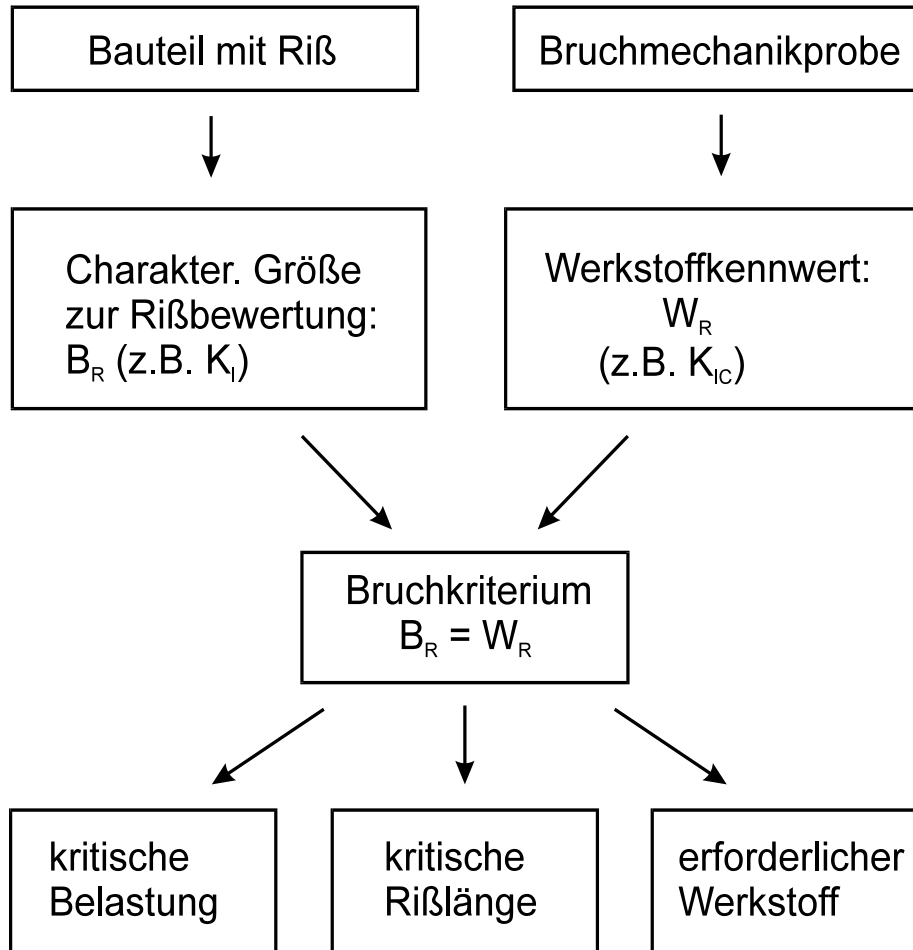 Bauteil mit Riß
Bruchmechanikprobe
Charakter. Größe
zur Rißbewertung:
B_R (z.B. K_I)
Werkstoffkennwert:
W_R
(z.B. K_IC)
Bruchkriterium
B_R = W_R
kritische
Belastung
kritische
Rißlänge
erforderlicher
Werkstoff